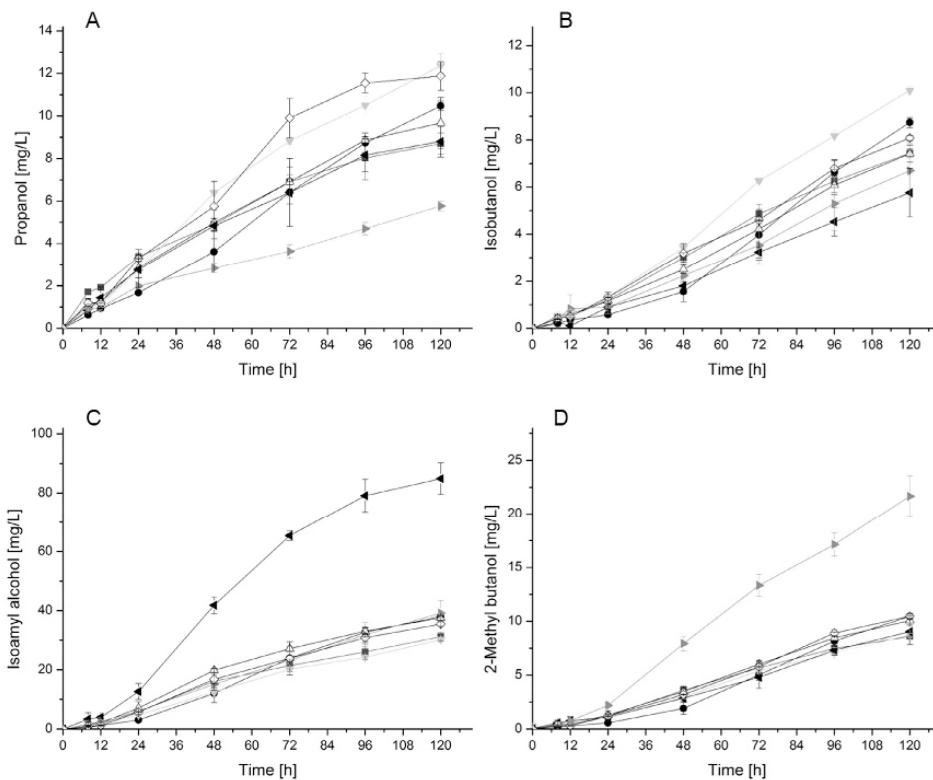 A
Propanol [mg/L]
14
12
10
8
6
4
2
0
0 12 24 36 48 60 72 84 96 108 120
Time [h]
B
Isobutanol [mg/L]
12
10
8
6
4
2
0
0 12 24 36 48 60 72 84 96 108 120
Time [h]
C
Isoamyl alcohol [mg/L]
100
80
60
40
20
0
0 12 24 36 48 60 72 84 96 108 120
Time [h]
D
2-Methyl butanol [mg/L]
25
20
15
10
5
0
0 12 24 36 48 60 72 84 96 108 120
Time [h]